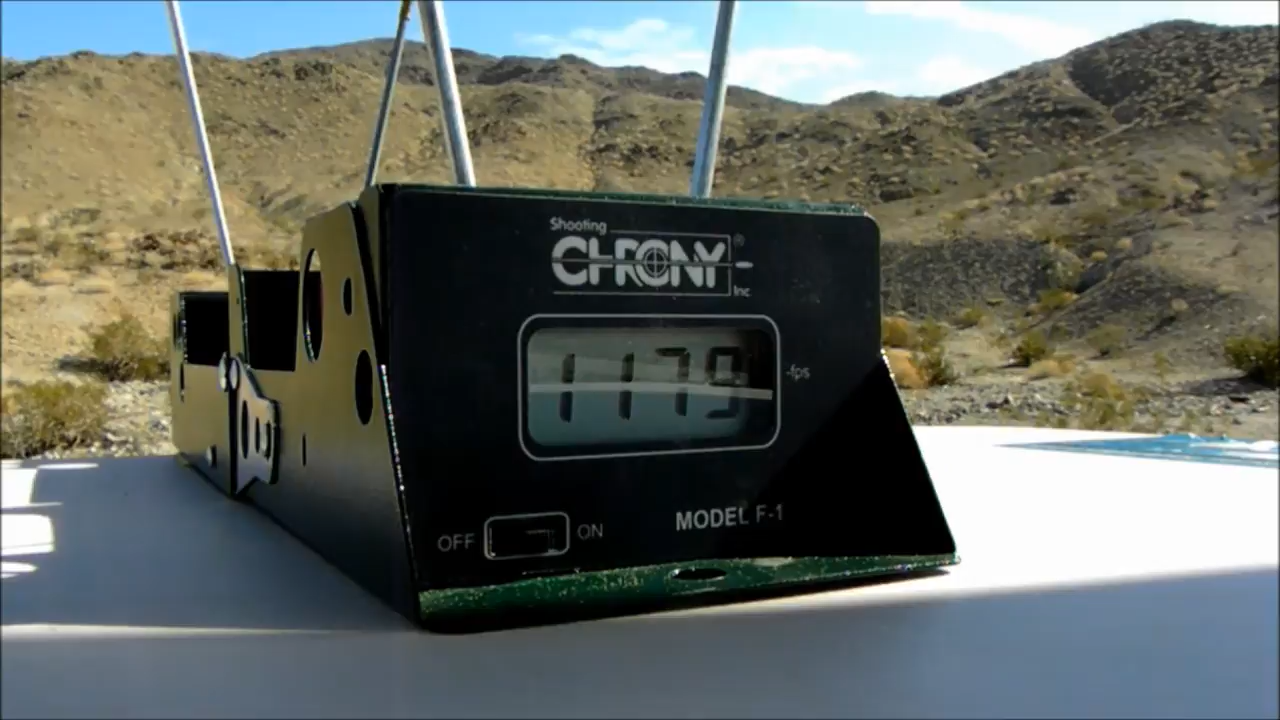 Shooting
CHRONY®
Inc
1179
-fps
OFF ON
MODEL F-1